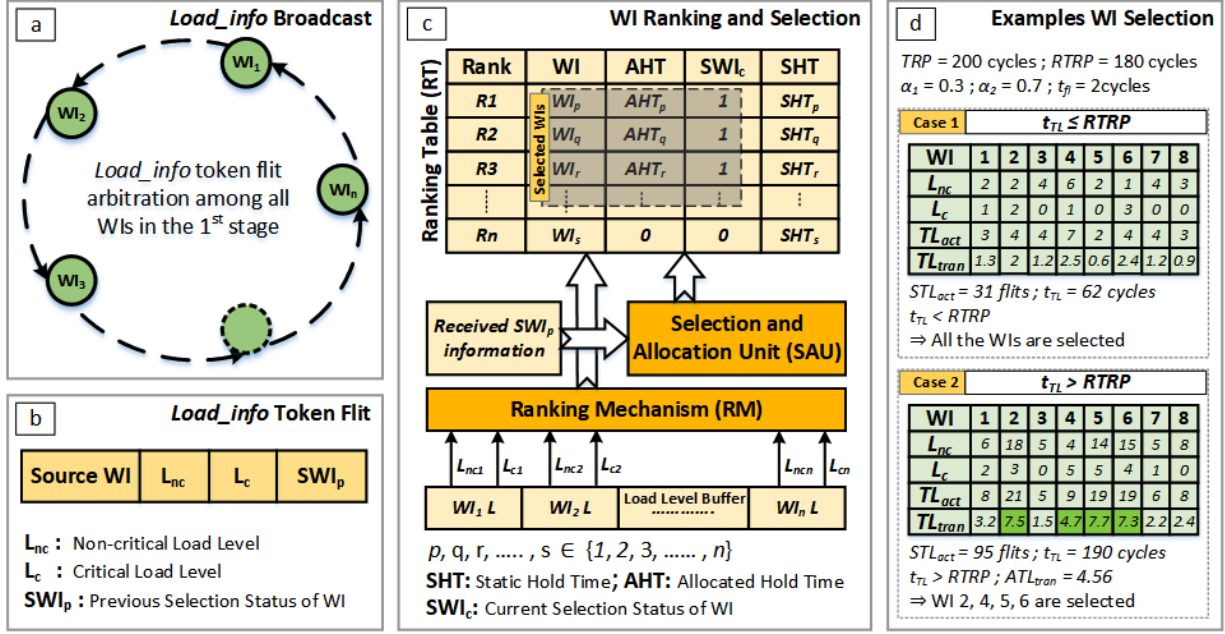 a
Load_info Broadcast
WI1
WI2
WIn
WI3
Load_info token flit
arbitration among all
WIs in the 1st stage
b
Load_info Token Flit
Source WI Lnc Lc SWIp
Lnc : Non-critical Load Level
Lc : Critical Load Level
SWIp : Previous Selection Status of WI
c
WI Ranking and Selection
Ranking Table (RT)
Rank WI AHT SWIc SHT
Selected WIs
R1 WIp AHTp 1 SHTp
R2 WIq AHTq 1 SHTq
R3 WIr AHTr 1 SHTr
Rn WIs 0 0 SHTs
Received SWIp
information
Selection and
Allocation Unit (SAU)
Ranking Mechanism (RM)
Lnc1 Lc1 Lnc2 Lc2 Lncn Lcn
WI1 L WI2 L Load Level Buffer ............. WIn L
p, q, r, ..... , s ∈ {1, 2, 3, ......, n}
SHT: Static Hold Time; AHT: Allocated Hold Time
SWIc: Current Selection Status of WI
d
Examples WI Selection
TRP = 200 cycles ; RTRP = 180 cycles
α1 = 0.3 ; α2 = 0.7 ; tfl = 2cycles
Case 1 tTL ≤ RTRP
WI 1 2 3 4 5 6 7 8
Lnc 2 2 4 6 2 1 4 3
Lc 1 2 0 1 0 3 0 0
TLact 3 4 4 7 2 4 4 3
TLtran 1.3 2 1.2 2.5 0.6 2.4 1.2 0.9
STLact = 31 flits ; tTL = 62 cycles
tTL < RTRP
⇒ All the WIs are selected
Case 2 tTL > RTRP
WI 1 2 3 4 5 6 7 8
Lnc 6 18 5 4 14 15 5 8
Lc 2 3 0 5 5 4 1 0
TLact 8 21 5 9 19 19 6 8
TLtran 3.2 7.5 1.5 4.7 7.7 7.3 2.2 2.4
STLact = 95 flits ; tTL = 190 cycles
tTL > RTRP ; ATLtran = 4.56
⇒ WI 2, 4, 5, 6 are selected